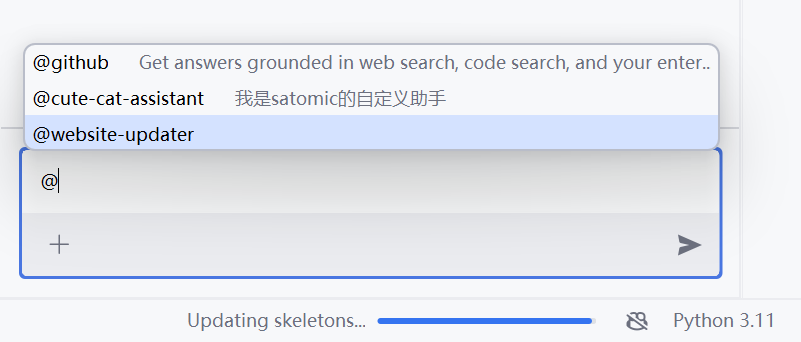 @github Get answers grounded in web search, code search, and your enter..
@cute-cat-assistant 我是satomic的自定义助手
@website-updater
@
Updating skeletons... Python 3.11